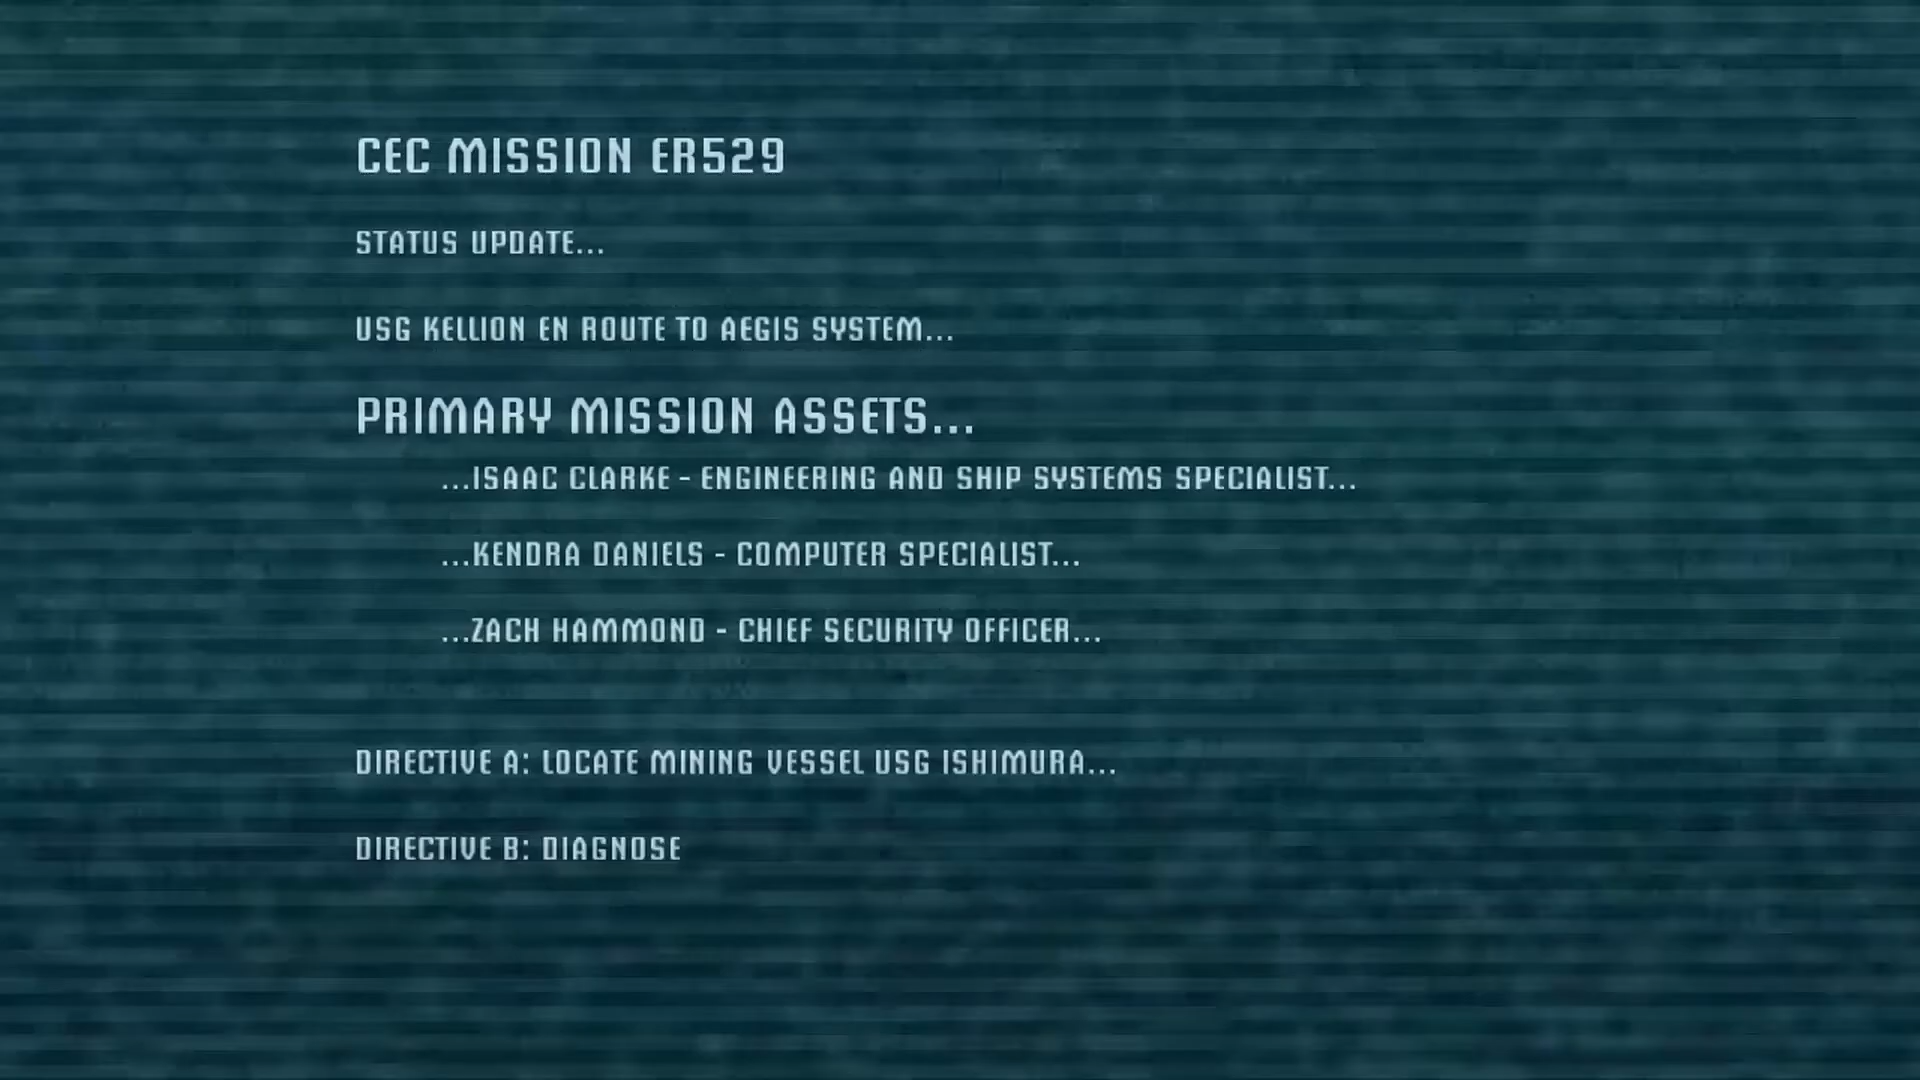 CEC MISSION ER529
STATUS UPDATE...
USG KELLION EN ROUTE TO AEGIS SYSTEM...
PRIMARY MISSION ASSETS...
...ISAAC CLARKE - ENGINEERING AND SHIP SYSTEMS SPECIALIST...
...KENDRA DANIELS - COMPUTER SPECIALIST...
...ZACH HAMMOND - CHIEF SECURITY OFFICER...
DIRECTIVE A: LOCATE MINING VESSEL USG ISHIMURA...
DIRECTIVE B: DIAGNOSE